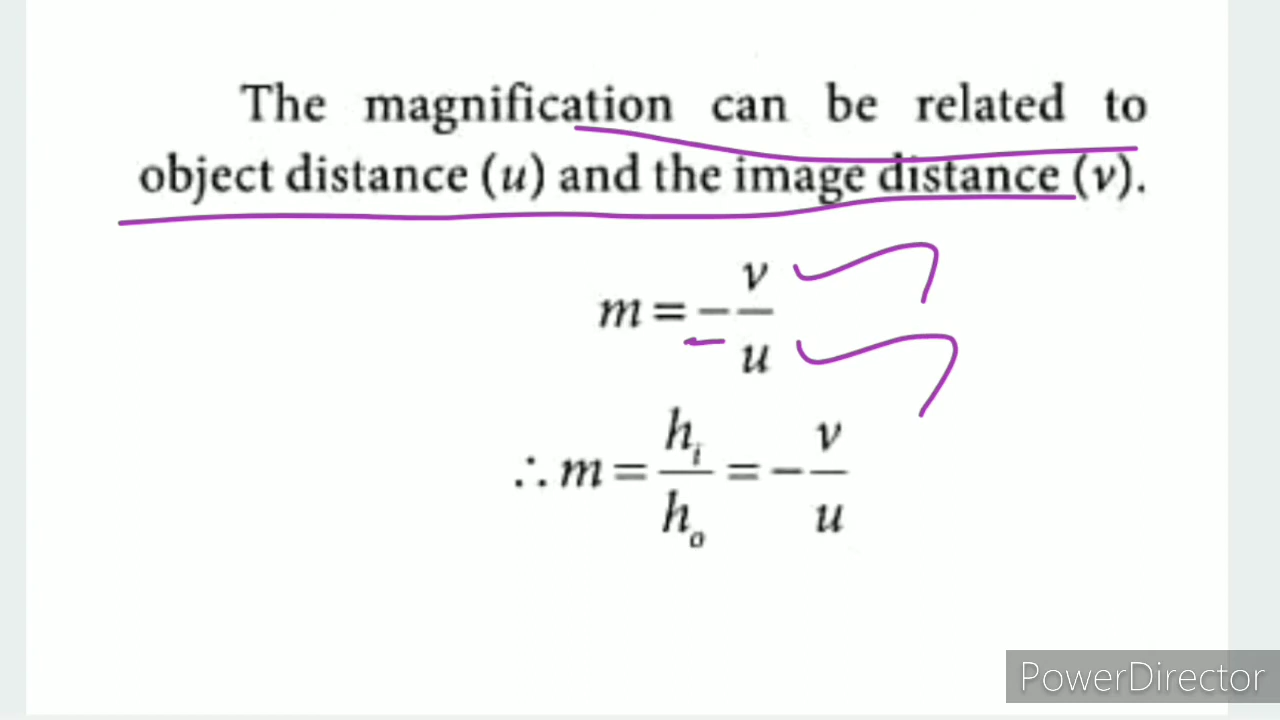 The magnification can be related to
object distance (u) and the image distance (v).
m = -v/u
∴ m = hᵢ/hₒ = -v/u
PowerDirector